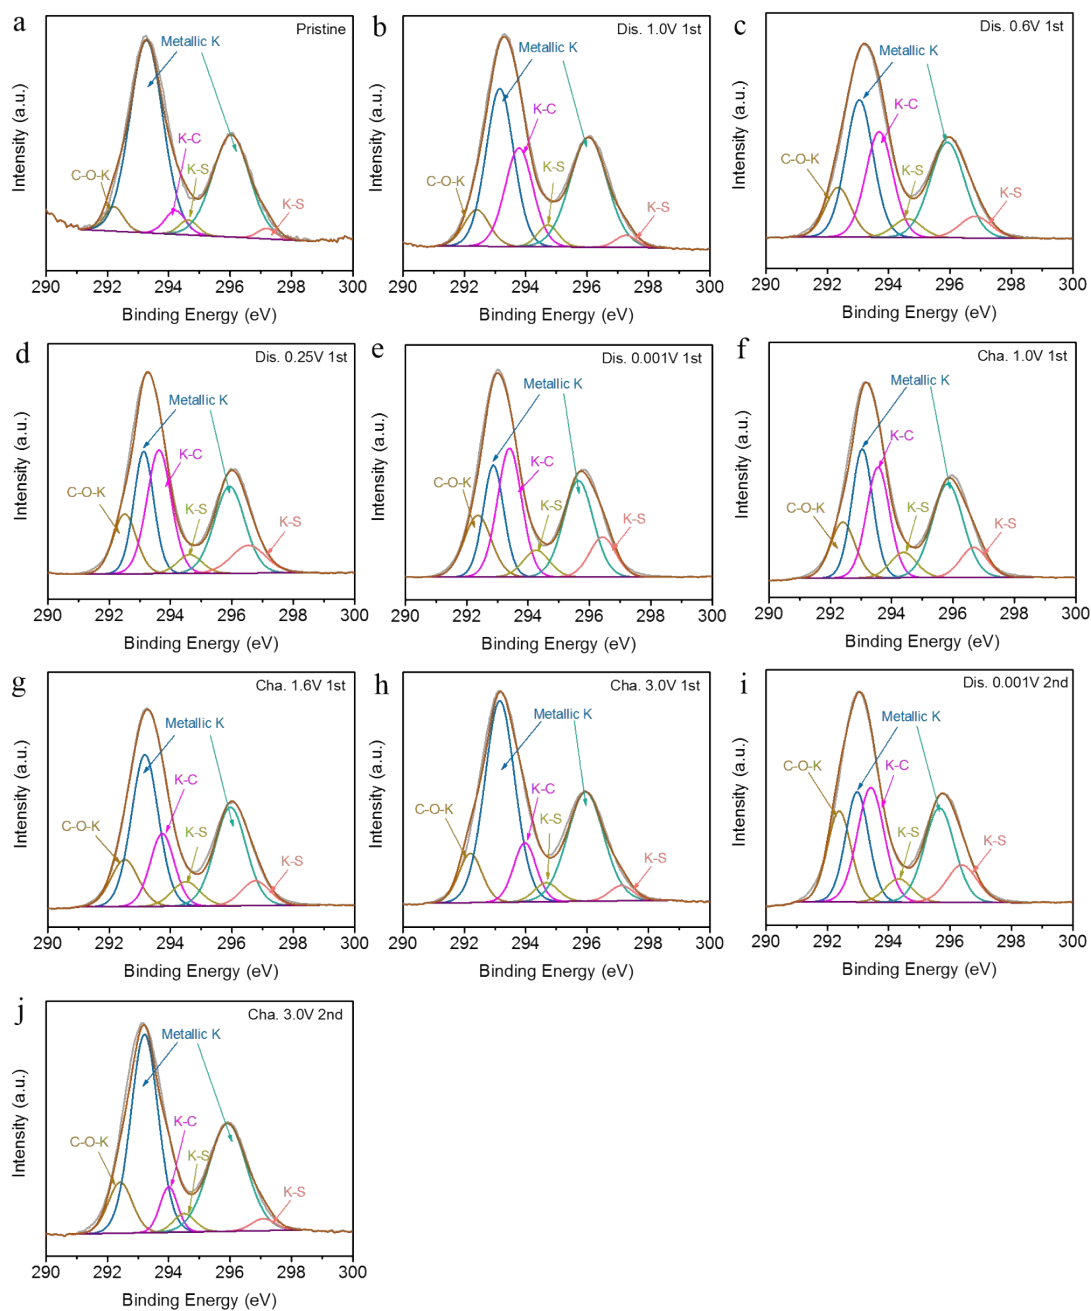 a
Pristine
Metallic K
K-C
K-S
C-O-K
K-S
Intensity (a.u.)
290 292 294 296 298 300
Binding Energy (eV)
b
Dis. 1.0V 1st
Metallic K
K-C
C-O-K
K-S
K-S
Intensity (a.u.)
290 292 294 296 298 300
Binding Energy (eV)
c
Dis. 0.6V 1st
Metallic K
K-C
C-O-K
K-S
K-S
Intensity (a.u.)
290 292 294 296 298 300
Binding Energy (eV)
d
Dis. 0.25V 1st
Metallic K
K-C
C-O-K
K-S
K-S
Intensity (a.u.)
290 292 294 296 298 300
Binding Energy (eV)
e
Dis. 0.001V 1st
Metallic K
K-C
C-O-K
K-S
K-S
Intensity (a.u.)
290 292 294 296 298 300
Binding Energy (eV)
f
Cha. 1.0V 1st
Metallic K
K-C
C-O-K
K-S
K-S
Intensity (a.u.)
290 292 294 296 298 300
Binding Energy (eV)
g
Cha. 1.6V 1st
Metallic K
K-C
C-O-K
K-S
K-S
Intensity (a.u.)
290 292 294 296 298 300
Binding Energy (eV)
h
Cha. 3.0V 1st
Metallic K
K-C
C-O-K
K-S
K-S
Intensity (a.u.)
290 292 294 296 298 300
Binding Energy (eV)
i
Dis. 0.001V 2nd
Metallic K
C-O-K
K-C
K-S
K-S
Intensity (a.u.)
290 292 294 296 298 300
Binding Energy (eV)
j
Cha. 3.0V 2nd
Metallic K
K-C
C-O-K
K-S
K-S
Intensity (a.u.)
290 292 294 296 298 300
Binding Energy (eV)